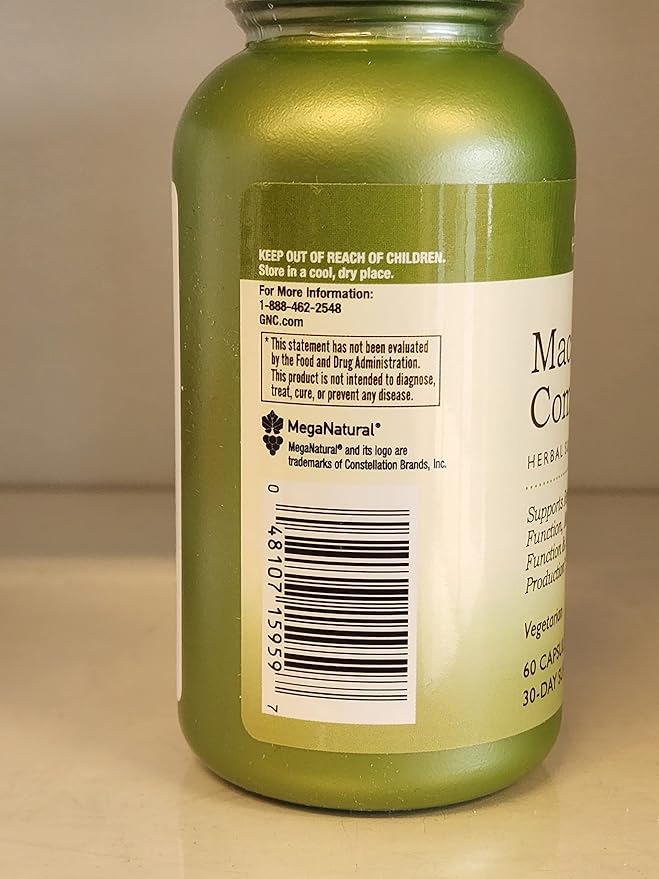 KEEP OUT OF REACH OF CHILDREN.
Store in a cool, dry place.
For More Information:
1-888-462-2548
GNC.com
* This statement has not been evaluated
by the Food and Drug Administration.
This product is not intended to diagnose,
treat, cure, or prevent any disease.
MegaNatural®
MegaNatural® and its logo are
trademarks of Constellation Brands, Inc.
0 48107 15959 7
HERBAL
Supports
Function,
Function &
Production
Vegetarian
60
30-DAY